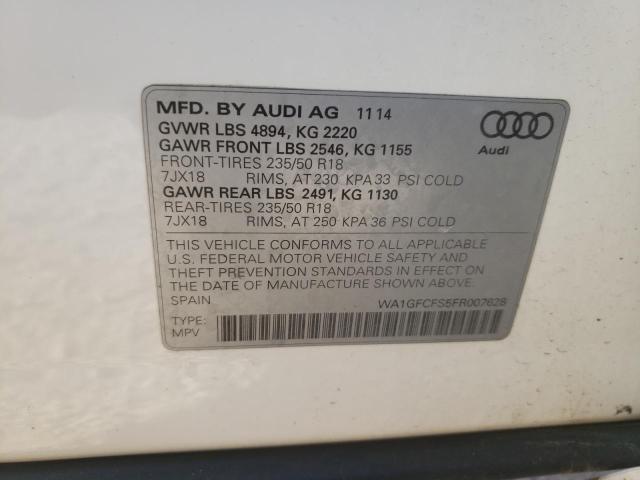 MFD. BY AUDI AG 11 14
GVWR LBS 4894, KG 2220
GAWR FRONT LBS 2546, KG 1155
FRONT-TIRES 235/50 R18
7JX18 RIMS, AT 230 KPA 33 PSI COLD
GAWR REAR LBS 2491, KG 1130
REAR-TIRES 235/50 R18
7JX18 RIMS, AT 250 KPA 36 PSI COLD
Audi
THIS VEHICLE CONFORMS TO ALL APPLICABLE
U.S. FEDERAL MOTOR VEHICLE SAFETY AND
THEFT PREVENTION STANDARDS IN EFFECT ON
THE DATE OF MANUFACTURE SHOWN ABOVE.
SPAIN WA1GFCFS5FR007628
TYPE:
MPV